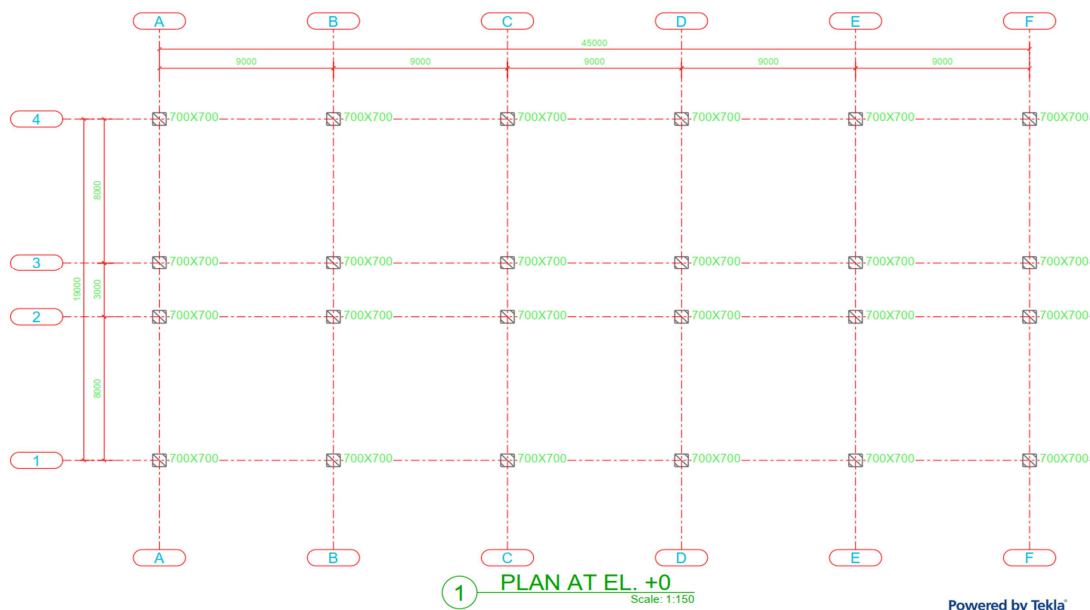 A B C D E F
45000
9000 9000 9000 9000 9000
4 700X700 700X700 700X700 700X700 700X700 700X700
8000
3 700X700 700X700 700X700 700X700 700X700 700X700
19000 3000
2 700X700 700X700 700X700 700X700 700X700 700X700
8000
1 700X700 700X700 700X700 700X700 700X700 700X700
A B C D E F
1 PLAN AT EL. +0
Scale: 1:150
Powered by Tekla®